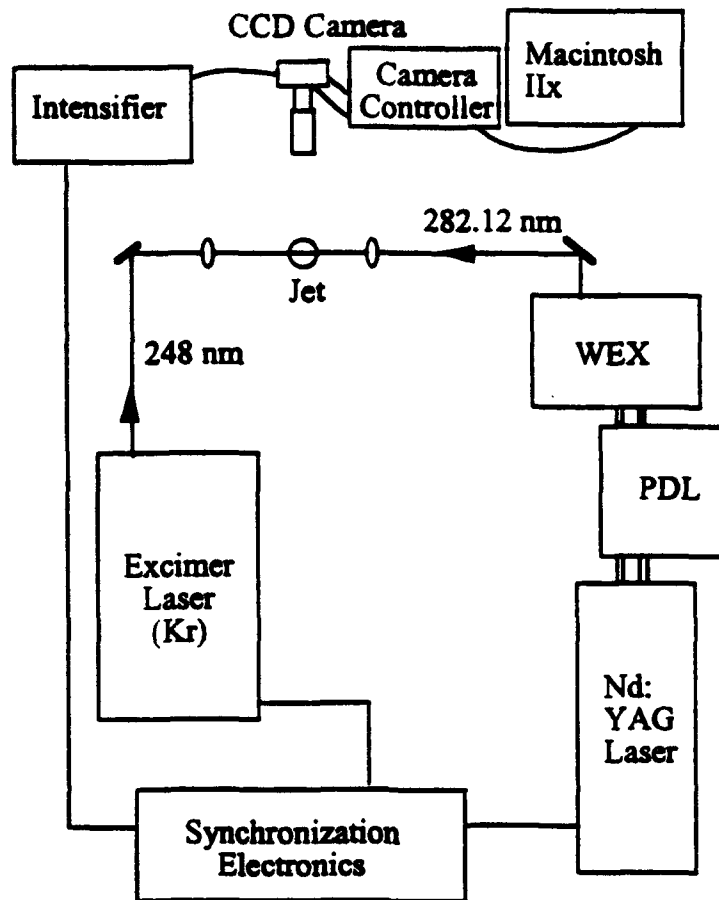 CCD Camera
Intensifier
Camera
Controller
Macintosh
IIx
282.12 nm
Jet
248 nm
WEX
PDL
Excimer
Laser
(Kr)
Nd:
YAG
Laser
Synchronization
Electronics